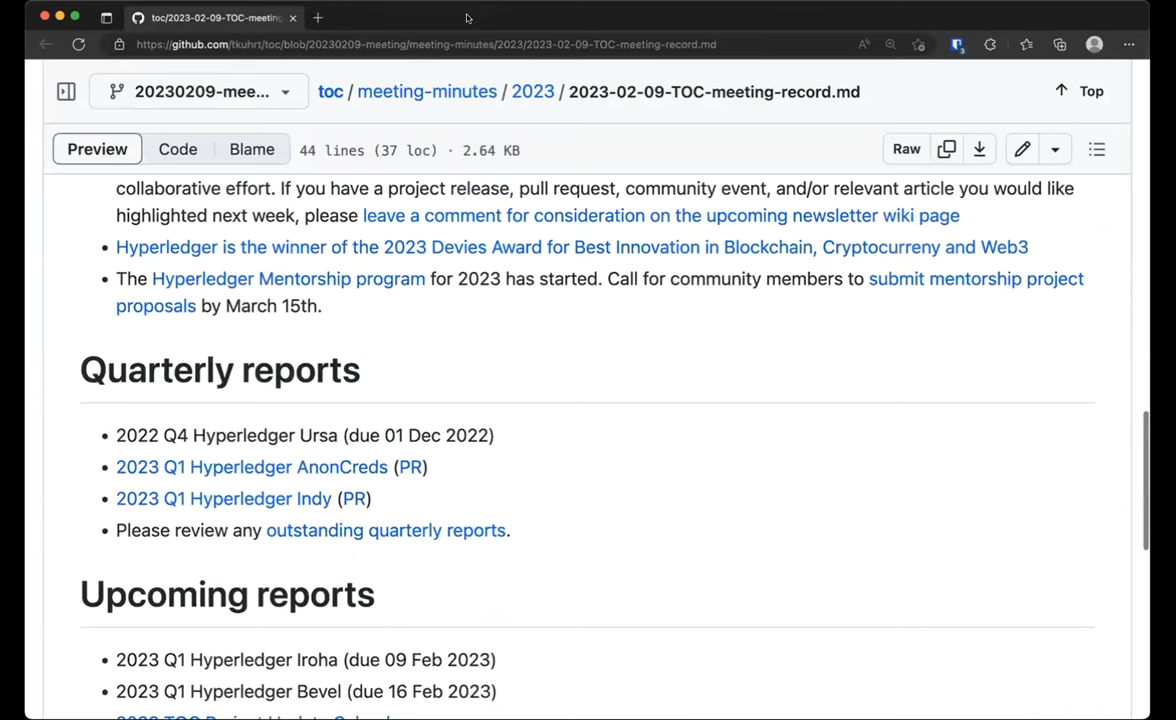 toc/2023-02-09-TOC-meeting
https://github.com/tkuhrt/toc/blob/20230209-meeting/meeting-minutes/2023/2023-02-09-TOC-meeting-record.md
20230209-mee...
toc / meeting-minutes / 2023 / 2023-02-09-TOC-meeting-record.md
Top
Preview Code Blame 44 lines (37 loc) · 2.64 KB Raw
collaborative effort. If you have a project release, pull request, community event, and/or relevant article you would like
highlighted next week, please leave a comment for consideration on the upcoming newsletter wiki page
• Hyperledger is the winner of the 2023 Devies Award for Best Innovation in Blockchain, Cryptocurreny and Web3
• The Hyperledger Mentorship program for 2023 has started. Call for community members to submit mentorship project
proposals by March 15th.
Quarterly reports
• 2022 Q4 Hyperledger Ursa (due 01 Dec 2022)
• 2023 Q1 Hyperledger AnonCreds (PR)
• 2023 Q1 Hyperledger Indy (PR)
• Please review any outstanding quarterly reports.
Upcoming reports
• 2023 Q1 Hyperledger Iroha (due 09 Feb 2023)
• 2023 Q1 Hyperledger Bevel (due 16 Feb 2023)